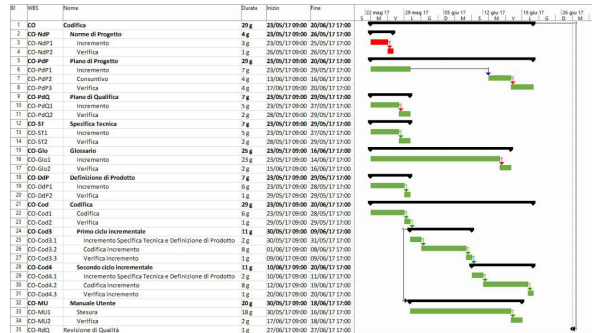 ID WBS Nome Durata Inizio Fine 22 mag 17 29 mag 17 05 giu 17 12 giu 17 19 giu 17 26 giu 17
S M V L G D M S M V L G D M
1 CO Codifica 29 g 23/05/17 09:00 20/06/17 17:00
2 CO-NdP Norme di Progetto 4 g 23/05/17 09:00 26/05/17 17:00
3 CO-NdP1 Incremento 3 g 23/05/17 09:00 25/05/17 17:00
4 CO-NdP2 Verifica 1 g 26/05/17 09:00 26/05/17 17:00
5 CO-PdP Piano di Progetto 29 g 23/05/17 09:00 20/06/17 17:00
6 CO-PdP1 Incremento 7 g 23/05/17 09:00 29/05/17 17:00
7 CO-PdP2 Consuntivo 4 g 13/06/17 09:00 16/06/17 17:00
8 CO-PdP3 Verifica 4 g 17/06/17 09:00 20/06/17 17:00
9 CO-PdQ Piano di Qualifica 7 g 23/05/17 09:00 29/05/17 17:00
10 CO-PdQ1 Incremento 5 g 23/05/17 09:00 27/05/17 17:00
11 CO-PdQ2 Verifica 2 g 28/05/17 09:00 29/05/17 17:00
12 CO-ST Specifica Tecnica 7 g 23/05/17 09:00 29/05/17 17:00
13 CO-ST1 Incremento 5 g 23/05/17 09:00 27/05/17 17:00
14 CO-ST2 Verifica 2 g 28/05/17 09:00 29/05/17 17:00
15 CO-Glo Glossario 25 g 23/05/17 09:00 16/06/17 17:00
16 CO-Glo1 Incremento 23 g 23/05/17 09:00 14/06/17 17:00
17 CO-Glo2 Verifica 2 g 15/06/17 09:00 16/06/17 17:00
18 CO-DdP Definizione di Prodotto 7 g 23/05/17 09:00 29/05/17 17:00
19 CO-DdP1 Incremento 6 g 23/05/17 09:00 28/05/17 17:00
20 CO-DdP2 Verifica 1 g 29/05/17 09:00 29/05/17 17:00
21 CO-Cod Codifica 29 g 23/05/17 09:00 20/06/17 17:00
22 CO-Cod1 Codifica 6 g 23/05/17 09:00 28/05/17 17:00
23 CO-Cod2 Verifica 1 g 29/05/17 09:00 29/05/17 17:00
24 CO-Cod3 Primo ciclo incrementale 11 g 30/05/17 09:00 09/06/17 17:00
25 CO-Cod3.1 Incremento Specifica Tecnica e Definizione di Prodotto 2 g 30/05/17 09:00 31/05/17 17:00
26 CO-Cod3.2 Codifica incremento 8 g 01/06/17 09:00 08/06/17 17:00
27 CO-Cod3.3 Verifica incremento 1 g 09/06/17 09:00 09/06/17 17:00
28 CO-Cod4 Secondo ciclo incrementale 11 g 10/06/17 09:00 20/06/17 17:00
29 CO-Cod4.1 Incremento Specifica Tecnica e Definizione di Prodotto 2 g 10/06/17 09:00 11/06/17 17:00
30 CO-Cod4.2 Codifica incremento 8 g 12/06/17 09:00 19/06/17 17:00
31 CO-Cod4.3 Verifica incremento 1 g 20/06/17 09:00 20/06/17 17:00
32 CO-MU Manuale Utente 20 g 30/05/17 09:00 18/06/17 17:00
33 CO-MU1 Stesura 18 g 30/05/17 09:00 16/06/17 17:00
34 CO-MU2 Verifica 2 g 17/06/17 09:00 18/06/17 17:00
35 CO-RdQ Revisione di Qualità 1 g 27/06/17 09:00 27/06/17 17:00